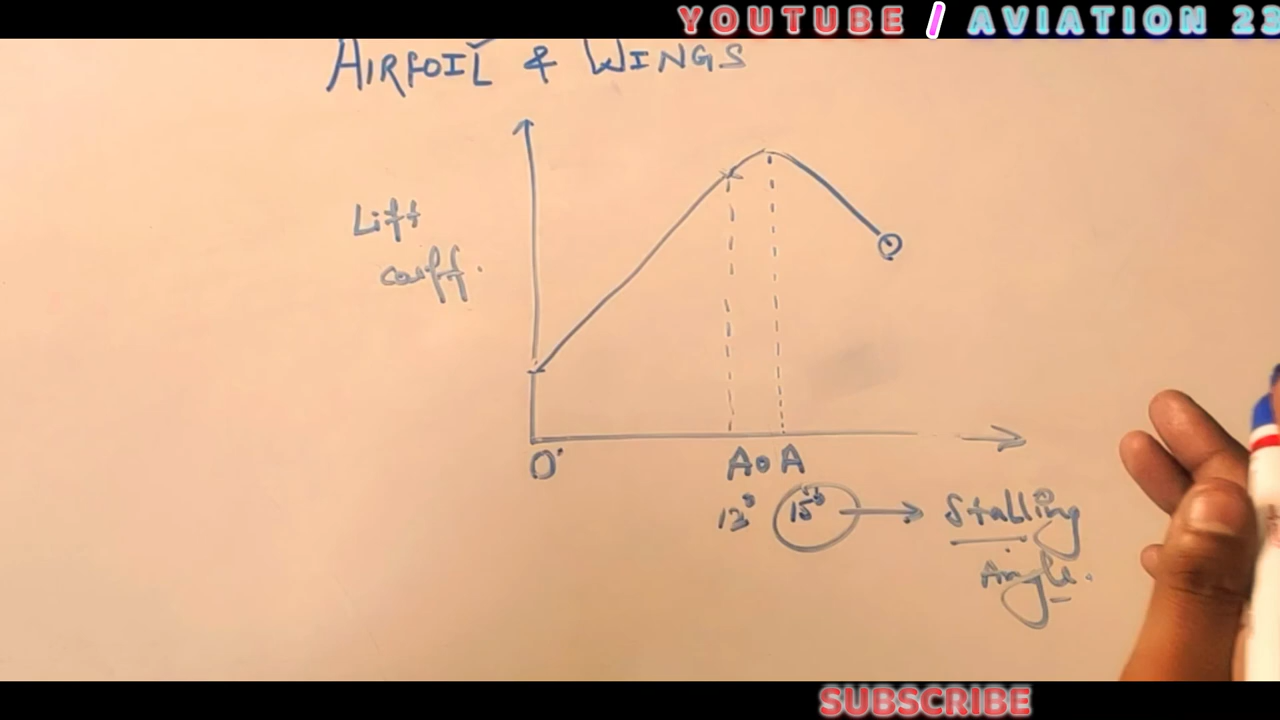 YOUTUBE / AVIATION 23
AIRFOIL & WINGS
Lift
coeff.
0°
AoA
12° 15° → Stalling
Angle.
SUBSCRIBE